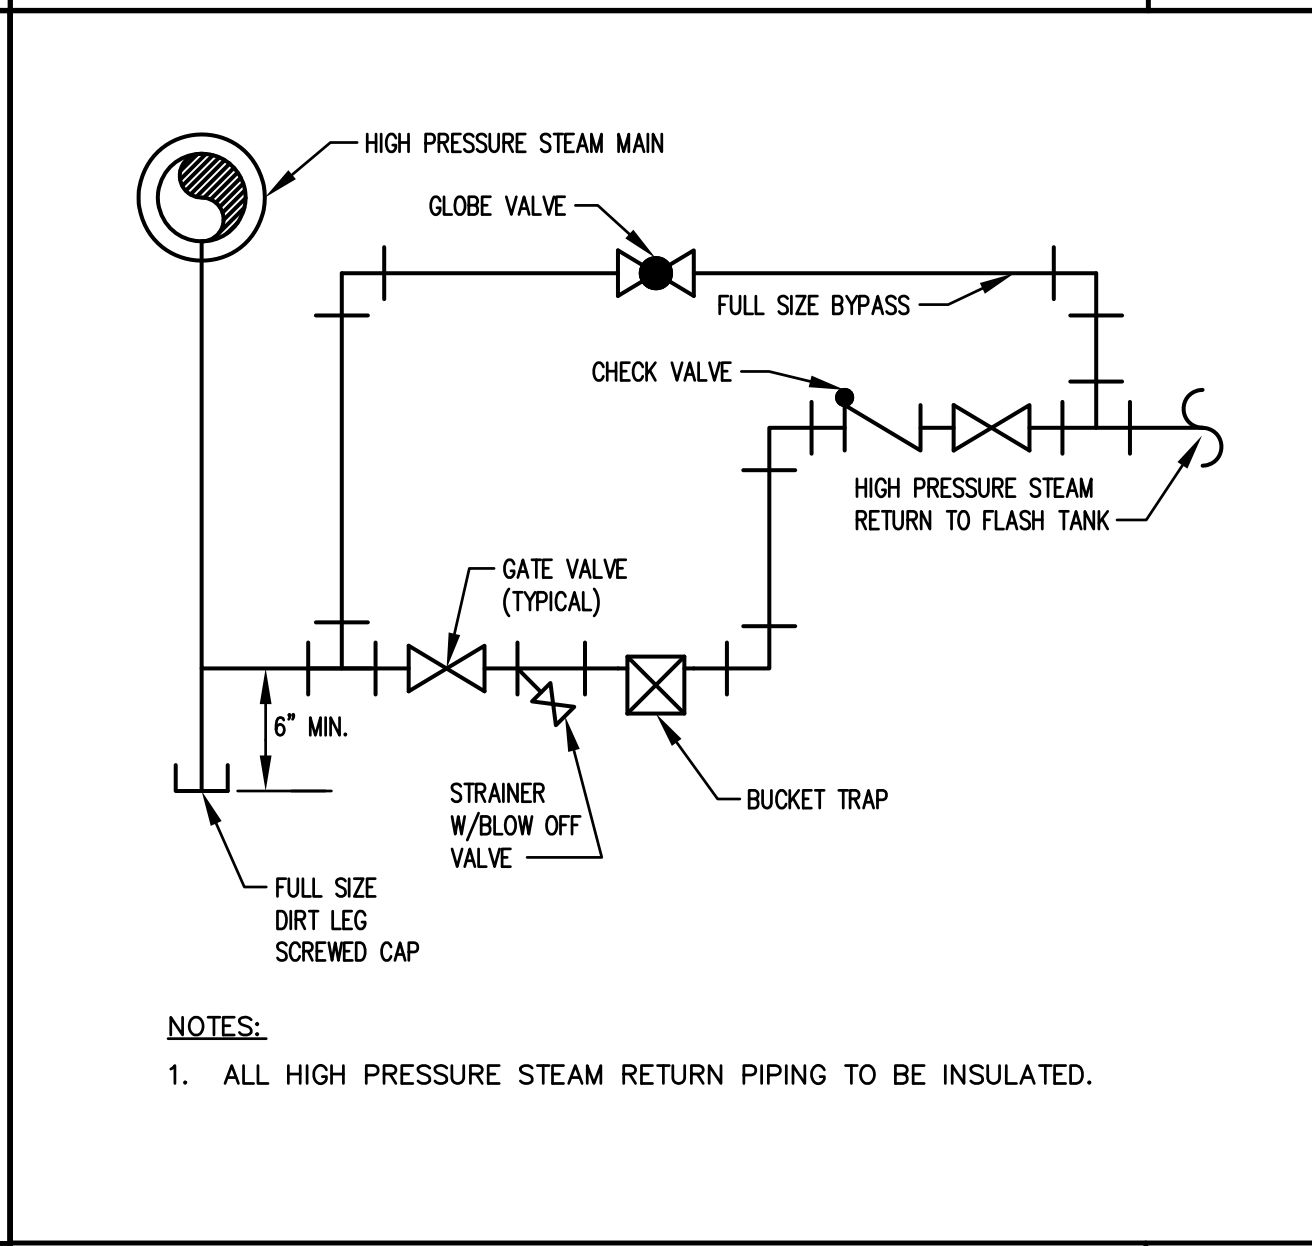 HIGH PRESSURE STEAM MAIN
GLOBE VALVE
FULL SIZE BYPASS
CHECK VALVE
HIGH PRESSURE STEAM
RETURN TO FLASH TANK
GATE VALVE
(TYPICAL)
6" MIN.
STRAINER
W/BLOW OFF
VALVE
BUCKET TRAP
FULL SIZE
DIRT LEG
SCREWED CAP
NOTES:
1. ALL HIGH PRESSURE STEAM RETURN PIPING TO BE INSULATED.